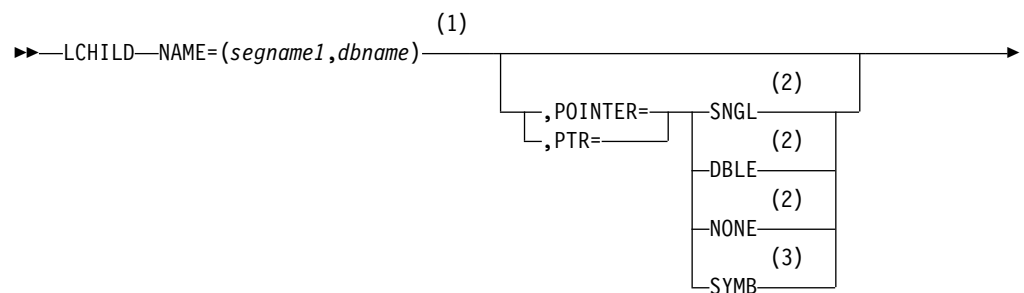 (1)
LCHILD NAME=(segname1,dbname)
(2)
,POINTER= SNGL
,PTR= (2)
DBLE
(2)
NONE
(3)
SYMB